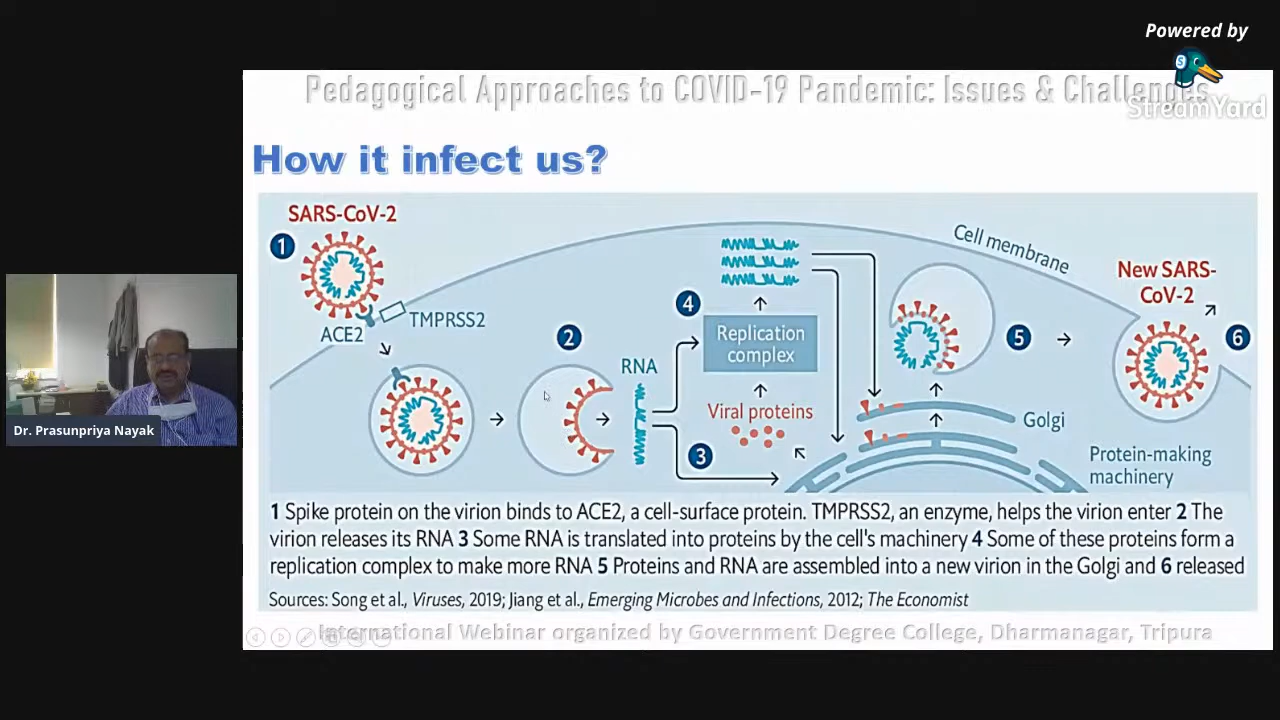 Powered by
StreamYard
Pedagogical Approaches to COVID-19 Pandemic: Issues & Challenges
How it infect us?
SARS-CoV-2
1
ACE2
TMPRSS2
2
RNA
3
4
Replication
complex
Viral proteins
Cell membrane
Golgi
Protein-making
machinery
5
New SARS-
CoV-2
6
1 Spike protein on the virion binds to ACE2, a cell-surface protein. TMPRSS2, an enzyme, helps the virion enter 2 The
virion releases its RNA 3 Some RNA is translated into proteins by the cell's machinery 4 Some of these proteins form a
replication complex to make more RNA 5 Proteins and RNA are assembled into a new virion in the Golgi and 6 released
Sources: Song et al., Viruses, 2019; Jiang et al., Emerging Microbes and Infections, 2012; The Economist
International Webinar organized by Government Degree College, Dharmanagar, Tripura
Dr. Prasunpriya Nayak